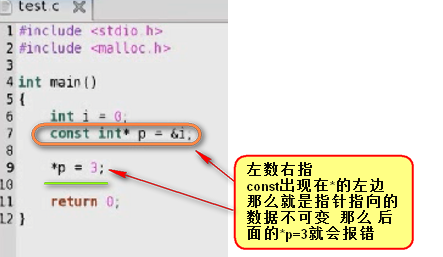 test.c
1 #include <stdio.h>
2 #include <malloc.h>
3
4 int main()
5 {
6 int i = 0;
7 const int* p = &i;
8
9 *p = 3;
10
11 return 0;
12 }
左数右指
const出现在*的左边
那么就是指针指向的
数据不可变 那么 后
面的*p=3就会报错